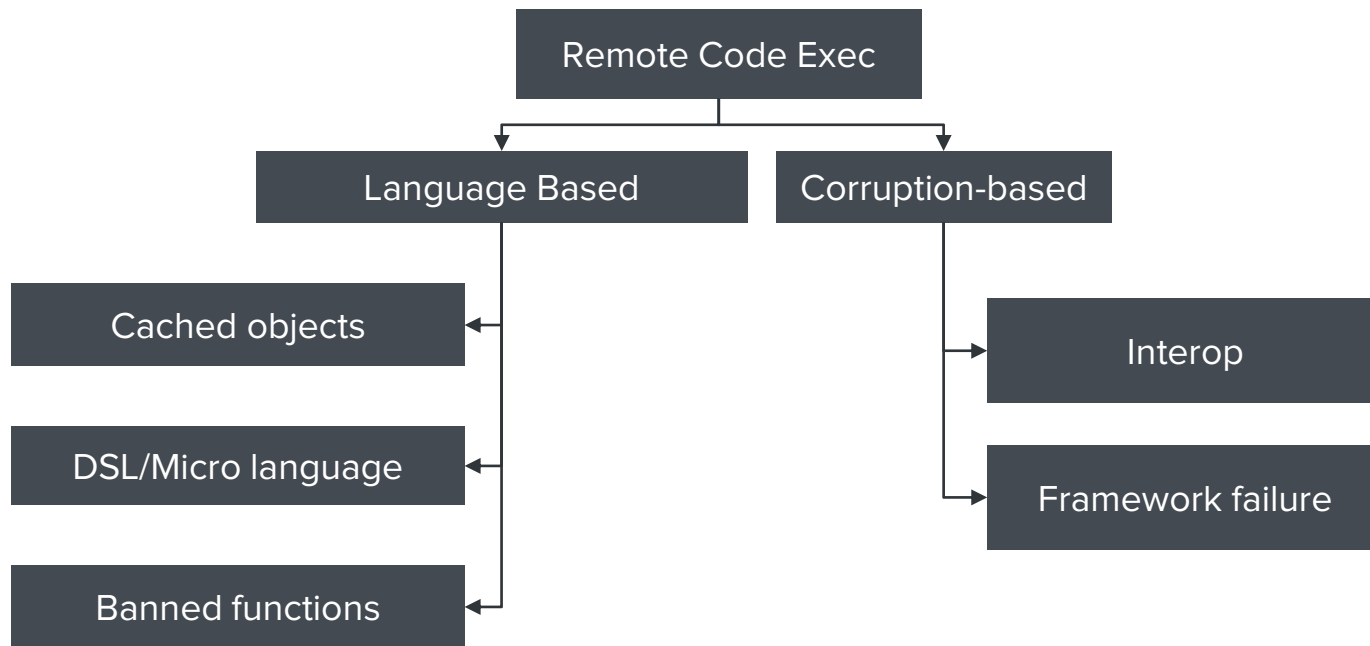 Remote Code Exec
Language Based
Corruption-based
Cached objects
DSL/Micro language
Banned functions
Interop
Framework failure